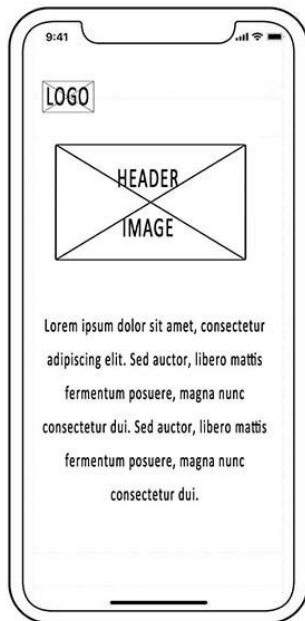 9:41
LOGO
HEADER
IMAGE
Lorem ipsum dolor sit amet, consectetur
adipiscing elit. Sed auctor, libero mattis
fermentum posuere, magna nunc
consectetur dui. Sed auctor, libero mattis
fermentum posuere, magna nunc
consectetur dui.